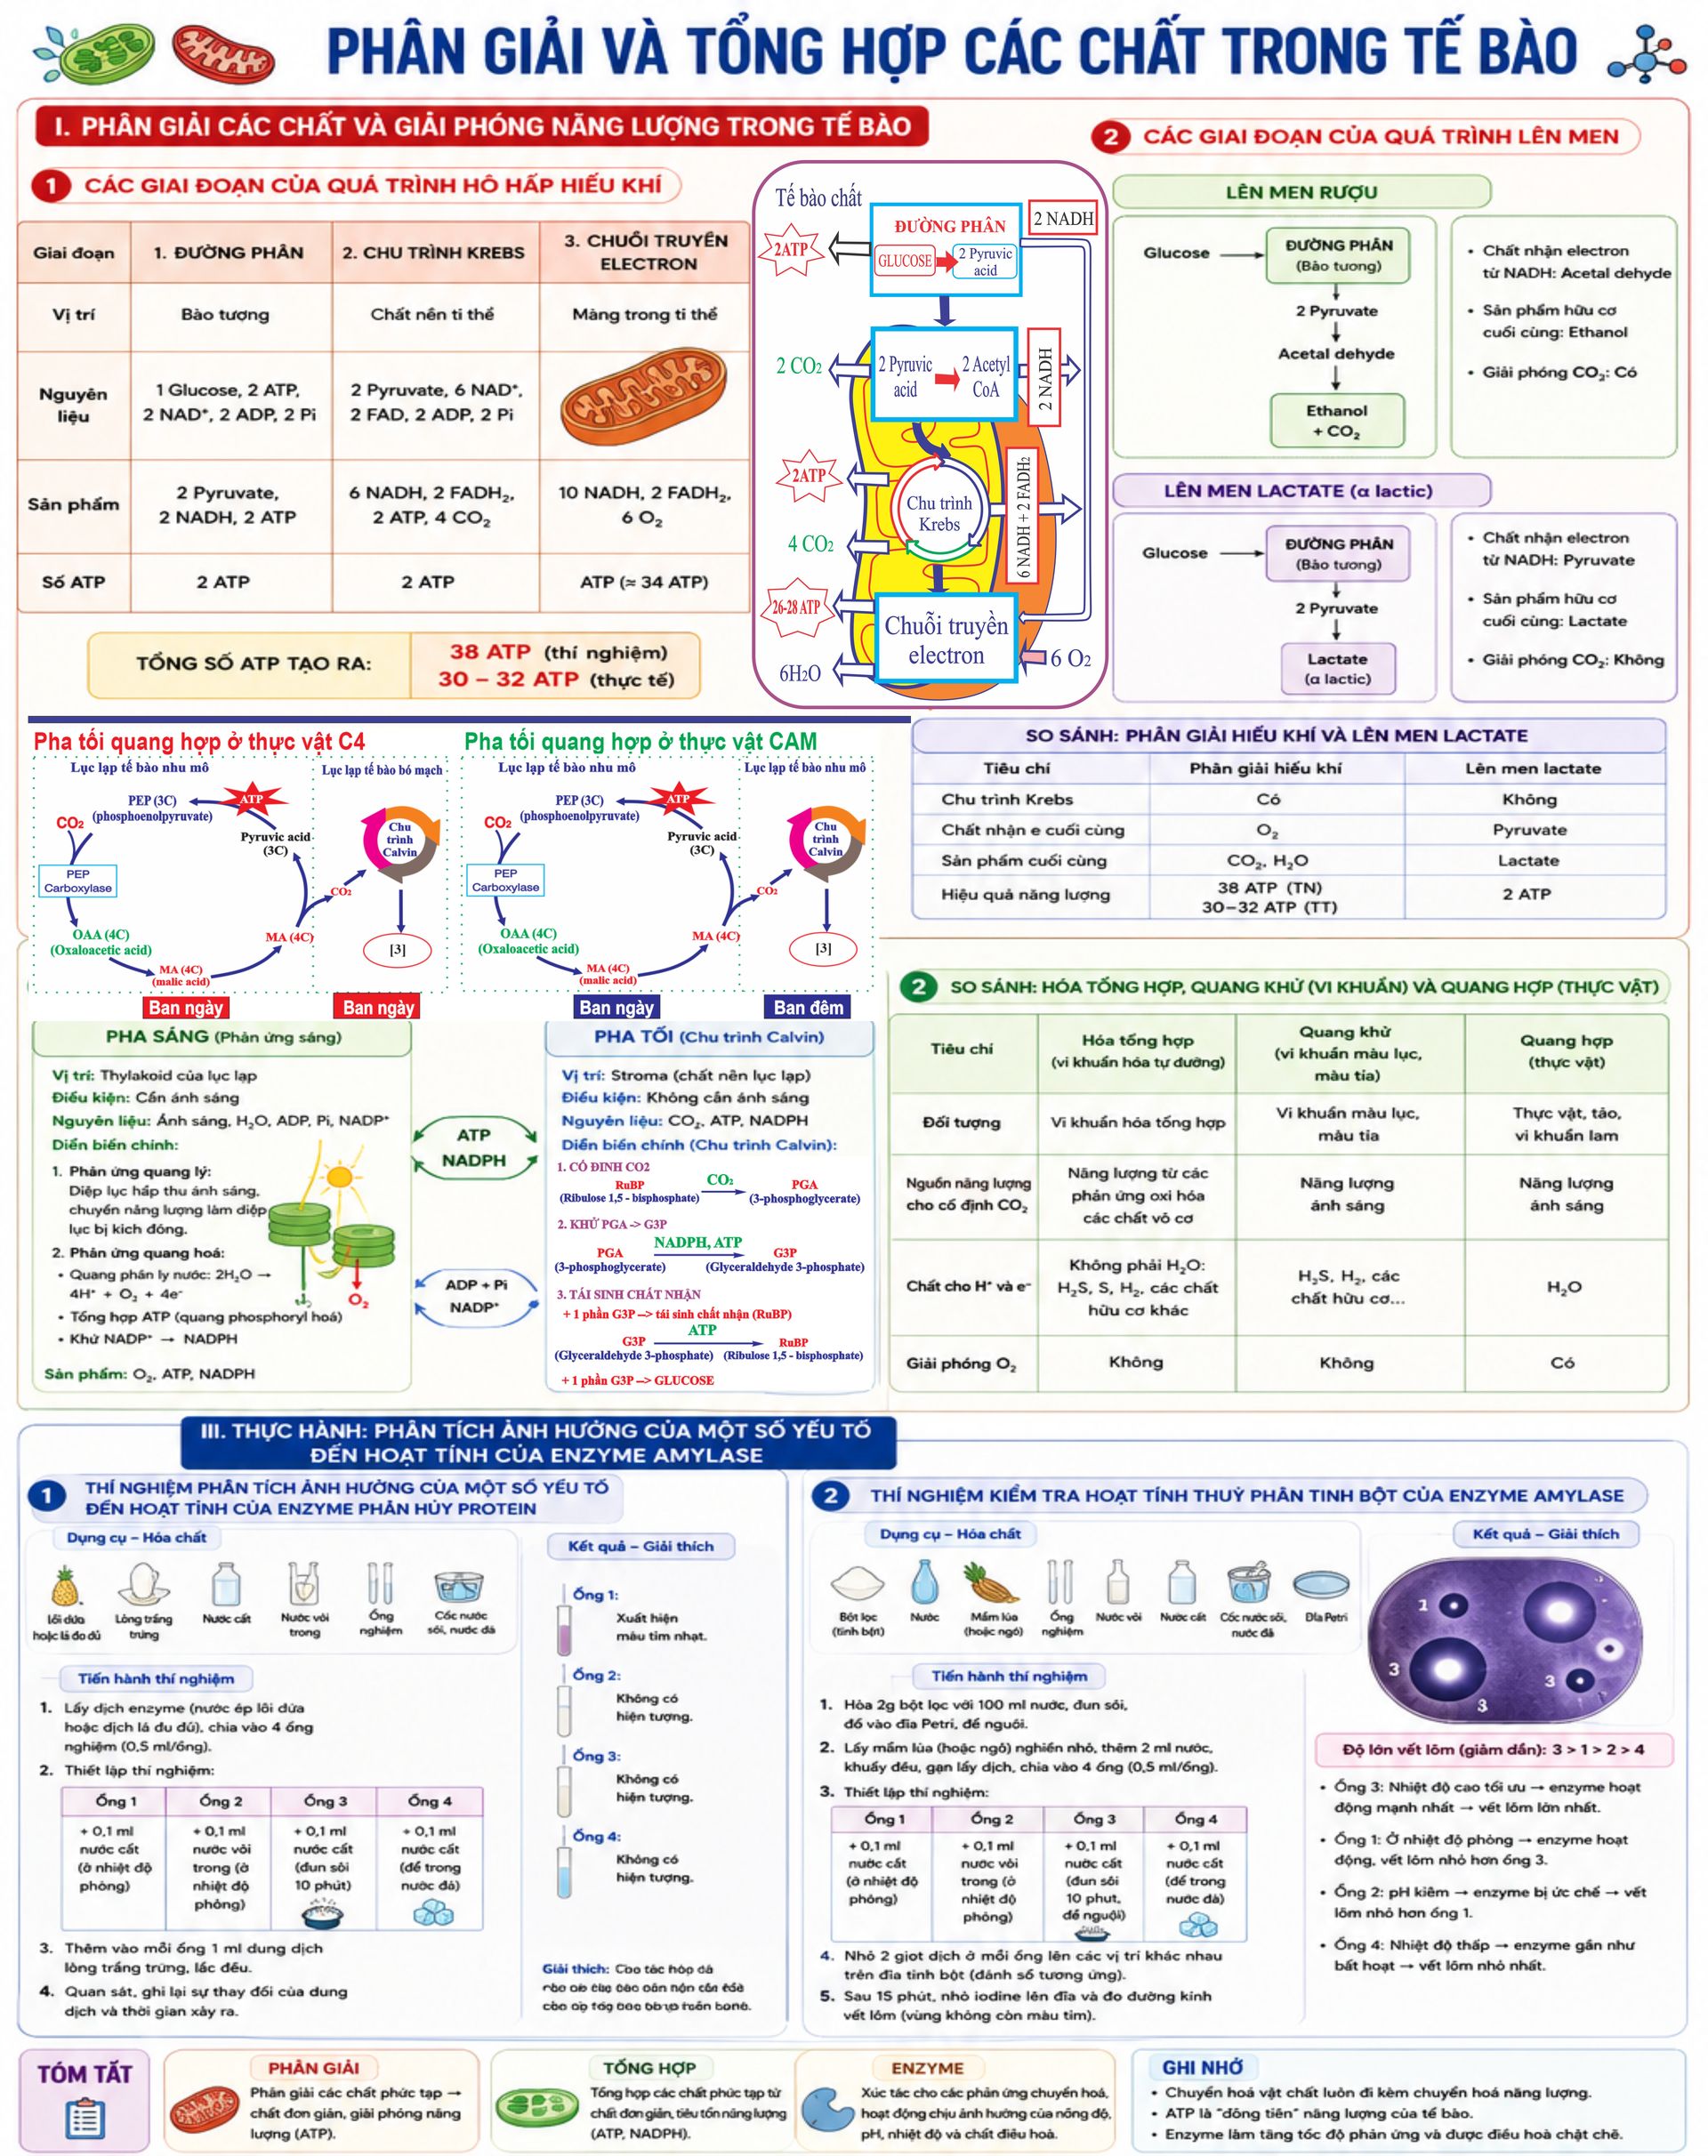 PHÂN GIẢI VÀ TỔNG HỢP CÁC CHẤT TRONG TẾ BÀO
I. PHÂN GIẢI CÁC CHẤT VÀ GIẢI PHÓNG NĂNG LƯỢNG TRONG TẾ BÀO
1 CÁC GIAI ĐOẠN CỦA QUÁ TRÌNH HÔ HẤP HIẾU KHÍ
Giai đoạn
1. ĐƯỜNG PHÂN
2. CHU TRÌNH KREBS
3. CHUỖI TRUYỀN
ELECTRON
Vị trí
Bào tượng
Chất nền ti thể
Màng trong ti thể
Nguyên
liệu
1 Glucose, 2 ATP,
2 NAD⁺, 2 ADP, 2 Pi
2 Pyruvate, 6 NAD⁺,
2 FAD, 2 ADP, 2 Pi
Sản phẩm
2 Pyruvate,
2 NADH, 2 ATP
6 NADH, 2 FADH₂,
2 ATP, 4 CO₂
10 NADH, 2 FADH₂,
6 O₂
Số ATP
2 ATP
2 ATP
ATP (≈ 34 ATP)
TỔNG SỐ ATP TẠO RA:
38 ATP (thí nghiệm)
30 – 32 ATP (thực tế)
Tế bào chất
2ATP
ĐƯỜNG PHÂN
GLUCOSE
2 Pyruvic
acid
2 NADH
2 CO₂
2 Pyruvic
acid
2 Acetyl
CoA
2 NADH
2ATP
Chu trình
Krebs
4 CO₂
6 NADH + 2 FADH₂
26-28 ATP
Chuỗi truyền
electron
6H₂O
6 O₂
2 CÁC GIAI ĐOẠN CỦA QUÁ TRÌNH LÊN MEN
LÊN MEN RƯỢU
Glucose
ĐƯỜNG PHÂN
(Bào tương)
2 Pyruvate
Acetal dehyde
Ethanol
+ CO₂
• Chất nhận electron
từ NADH: Acetal dehyde
• Sản phẩm hữu cơ
cuối cùng: Ethanol
• Giải phóng CO₂: Có
LÊN MEN LACTATE (α lactic)
Glucose
ĐƯỜNG PHÂN
(Bào tương)
2 Pyruvate
Lactate
(α lactic)
• Chất nhận electron
từ NADH: Pyruvate
• Sản phẩm hữu cơ
cuối cùng: Lactate
• Giải phóng CO₂: Không
Pha tối quang hợp ở thực vật C4
Lục lạp tế bào nhu mô
Lục lạp tế bào bó mạch
PEP (3C)
(phosphoenolpyruvate)
ATP
CO₂
Pyruvic acid
(3C)
PEP
Carboxylase
Chu
trình
Calvin
CO₂
OAA (4C)
(Oxaloacetic acid)
MA (4C)
MA (4C)
(malic acid)
[3]
Ban ngày
Ban ngày
Pha tối quang hợp ở thực vật CAM
Lục lạp tế bào nhu mô
Lục lạp tế bào nhu mô
PEP (3C)
(phosphoenolpyruvate)
ATP
CO₂
Pyruvic acid
(3C)
PEP
Carboxylase
Chu
trình
Calvin
CO₂
OAA (4C)
(Oxaloacetic acid)
MA (4C)
MA (4C)
(malic acid)
[3]
Ban ngày
Ban đêm
SO SÁNH: PHÂN GIẢI HIẾU KHÍ VÀ LÊN MEN LACTATE
Tiêu chí
Phân giải hiếu khí
Lên men lactate
Chu trình Krebs
Có
Không
Chất nhận e cuối cùng
O₂
Pyruvate
Sản phẩm cuối cùng
CO₂, H₂O
Lactate
Hiệu quả năng lượng
38 ATP (TN)
30–32 ATP (TT)
2 ATP
PHA SÁNG (Phản ứng sáng)
Vị trí: Thylakoid của lục lạp
Điều kiện: Cần ánh sáng
Nguyên liệu: Ánh sáng, H₂O, ADP, Pi, NADP⁺
Diễn biến chính:
1. Phản ứng quang lý:
Diệp lục hấp thu ánh sáng,
chuyển năng lượng làm diệp
lục bị kích động.
2. Phản ứng quang hoá:
• Quang phân ly nước: 2H₂O →
4H⁺ + O₂ + 4e⁻
• Tổng hợp ATP (quang phosphoryl hoá)
• Khử NADP⁺ → NADPH
O₂
Sản phẩm: O₂, ATP, NADPH
ATP
NADPH
ADP + Pi
NADP⁺
PHA TỐI (Chu trình Calvin)
Vị trí: Stroma (chất nền lục lạp)
Điều kiện: Không cần ánh sáng
Nguyên liệu: CO₂, ATP, NADPH
Diễn biến chính (Chu trình Calvin):
1. CỐ ĐỊNH CO2
RuBP
(Ribulose 1,5 - bisphosphate)
CO₂
PGA
(3-phosphoglycerate)
2. KHỬ PGA -> G3P
PGA
(3-phosphoglycerate)
NADPH, ATP
G3P
(Glyceraldehyde 3-phosphate)
3. TÁI SINH CHẤT NHẬN
+ 1 phần G3P --> tái sinh chất nhận (RuBP)
G3P
(Glyceraldehyde 3-phosphate)
ATP
RuBP
(Ribulose 1,5 - bisphosphate)
+ 1 phần G3P --> GLUCOSE
2 SO SÁNH: HÓA TỔNG HỢP, QUANG KHỬ (VI KHUẨN) VÀ QUANG HỢP (THỰC VẬT)
Tiêu chí
Hóa tổng hợp
(vi khuẩn hóa tự dưỡng)
Quang khử
(vi khuẩn màu lục,
màu tía)
Quang hợp
(thực vật)
Đối tượng
Vi khuẩn hóa tổng hợp
Vi khuẩn màu lục,
màu tia
Thực vật, tảo,
vi khuẩn lam
Nguồn năng lượng
cho cố định CO₂
Năng lượng từ các
phản ứng oxi hóa
các chất vô cơ
Năng lượng
ánh sáng
Năng lượng
ánh sáng
Chất cho H⁺ và e⁻
Không phải H₂O:
H₂S, S, H₂, các chất
hữu cơ khác
H₂S, H₂, các
chất hữu cơ...
H₂O
Giải phóng O₂
Không
Không
Có
III. THỰC HÀNH: PHÂN TÍCH ẢNH HƯỞNG CỦA MỘT SỐ YẾU TỐ
ĐẾN HOẠT TÍNH CỦA ENZYME AMYLASE
1 THÍ NGHIỆM PHÂN TÍCH ẢNH HƯỞNG CỦA MỘT SỐ YẾU TỐ
ĐẾN HOẠT TÍNH CỦA ENZYME PHÂN HỦY PROTEIN
Dụng cụ – Hóa chất
lõi dứa
hoặc lá đo đủ
Lòng trắng
trứng
Nước cất
Nước vôi
trong
Ống
nghiệm
Cốc nước
sôi, nước đá
Tiến hành thí nghiệm
1. Lấy dịch enzyme (nước ép lõi dứa
hoặc dịch lá đu đủ), chia vào 4 ống
nghiệm (0,5 ml/ống).
2. Thiết lập thí nghiệm:
Ống 1
Ống 2
Ống 3
Ống 4
+ 0,1 ml
nước cất
(ở nhiệt độ
phòng)
+ 0,1 ml
nước vôi
trong (ở
nhiệt độ
phòng)
+ 0,1 ml
nước cất
(đun sôi
10 phút)
+ 0,1 ml
nước cất
(để trong
nước đá)
3. Thêm vào mỗi ống 1 ml dung dịch
lòng trắng trứng, lắc đều.
4. Quan sát, ghi lại sự thay đổi của dung
dịch và thời gian xảy ra.
Kết quả – Giải thích
Ống 1:
Xuất hiện
màu tím nhạt.
Ống 2:
Không có
hiện tượng.
Ống 3:
Không có
hiện tượng.
Ống 4:
Không có
hiện tượng.
Giải thích:
2 THÍ NGHIỆM KIỂM TRA HOẠT TÍNH THUỶ PHÂN TINH BỘT CỦA ENZYME AMYLASE
Dụng cụ – Hóa chất
Bột lọc
(tinh bột)
Nước
Mầm lúa
(hoặc ngó)
Ống
nghiệm
Nước vôi
Nước cất
Cốc nước sôi,
nước đá
Đĩa Petri
Tiến hành thí nghiệm
1. Hòa 2g bột lọc với 100 ml nước, đun sôi,
đổ vào đĩa Petri, để nguội.
2. Lấy mầm lúa (hoặc ngô) nghiền nhỏ, thêm 2 ml nước,
khuấy đều, gạn lấy dịch, chia vào 4 ống (0,5 ml/ống).
3. Thiết lập thí nghiệm:
Ống 1
Ống 2
Ống 3
Ống 4
+ 0,1 ml
nước cất
(ở nhiệt độ
phòng)
+ 0,1 ml
nước vôi
trong (ở
nhiệt độ
phòng)
+ 0,1 ml
nước cất
(đun sôi
10 phut,
để nguội)
+ 0,1 ml
nước cất
(để trong
nước đá)
4. Nhỏ 2 giọt dịch ở mỗi ống lên các vị trí khác nhau
trên đĩa tinh bột (đánh số tương ứng).
5. Sau 15 phút, nhỏ iodine lên đĩa và đo đường kính
vết lõm (vùng không còn màu tím).
Kết quả – Giải thích
1
3
3
3
Độ lớn vết lõm (giảm dần): 3 > 1 > 2 > 4
• Ống 3: Nhiệt độ cao tối ưu → enzyme hoạt
động mạnh nhất → vết lõm lớn nhất.
• Ống 1: Ở nhiệt độ phòng → enzyme hoạt
động, vết lõm nhỏ hơn ống 3.
• Ống 2: pH kiềm → enzyme bị ức chế → vết
lõm nhỏ hơn ống 1.
• Ống 4: Nhiệt độ thấp → enzyme gần như
bất hoạt → vết lõm nhỏ nhất.
TÓM TẮT
PHÂN GIẢI
Phân giải các chất phức tạp →
chất đơn giản, giải phóng năng
lượng (ATP).
TỔNG HỢP
Tổng hợp các chất phức tạp từ
chất đơn giản, tiêu tốn năng lượng
(ATP, NADPH).
ENZYME
Xúc tác cho các phản ứng chuyển hoá,
hoạt động chịu ảnh hưởng của nồng độ,
pH, nhiệt độ và chất điều hoà.
GHI NHỚ
• Chuyển hoá vật chất luôn đi kèm chuyển hoá năng lượng.
• ATP là "đồng tiền" năng lượng của tế bào.
• Enzyme làm tăng tốc độ phản ứng và được điều hoà chặt chẽ.